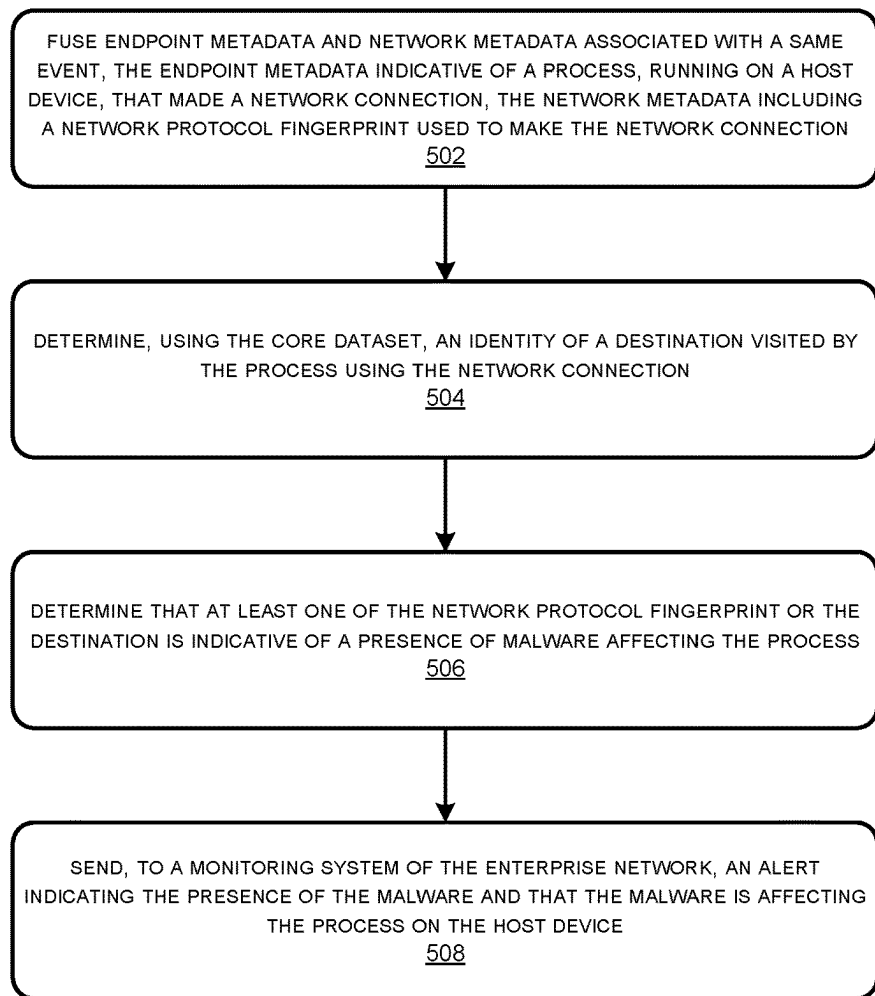 FUSE ENDPOINT METADATA AND NETWORK METADATA ASSOCIATED WITH A SAME
EVENT, THE ENDPOINT METADATA INDICATIVE OF A PROCESS, RUNNING ON A HOST
DEVICE, THAT MADE A NETWORK CONNECTION, THE NETWORK METADATA INCLUDING
A NETWORK PROTOCOL FINGERPRINT USED TO MAKE THE NETWORK CONNECTION
502
DETERMINE, USING THE CORE DATASET, AN IDENTITY OF A DESTINATION VISITED BY
THE PROCESS USING THE NETWORK CONNECTION
504
DETERMINE THAT AT LEAST ONE OF THE NETWORK PROTOCOL FINGERPRINT OR THE
DESTINATION IS INDICATIVE OF A PRESENCE OF MALWARE AFFECTING THE PROCESS
506
SEND, TO A MONITORING SYSTEM OF THE ENTERPRISE NETWORK, AN ALERT
INDICATING THE PRESENCE OF THE MALWARE AND THAT THE MALWARE IS AFFECTING
THE PROCESS ON THE HOST DEVICE
508